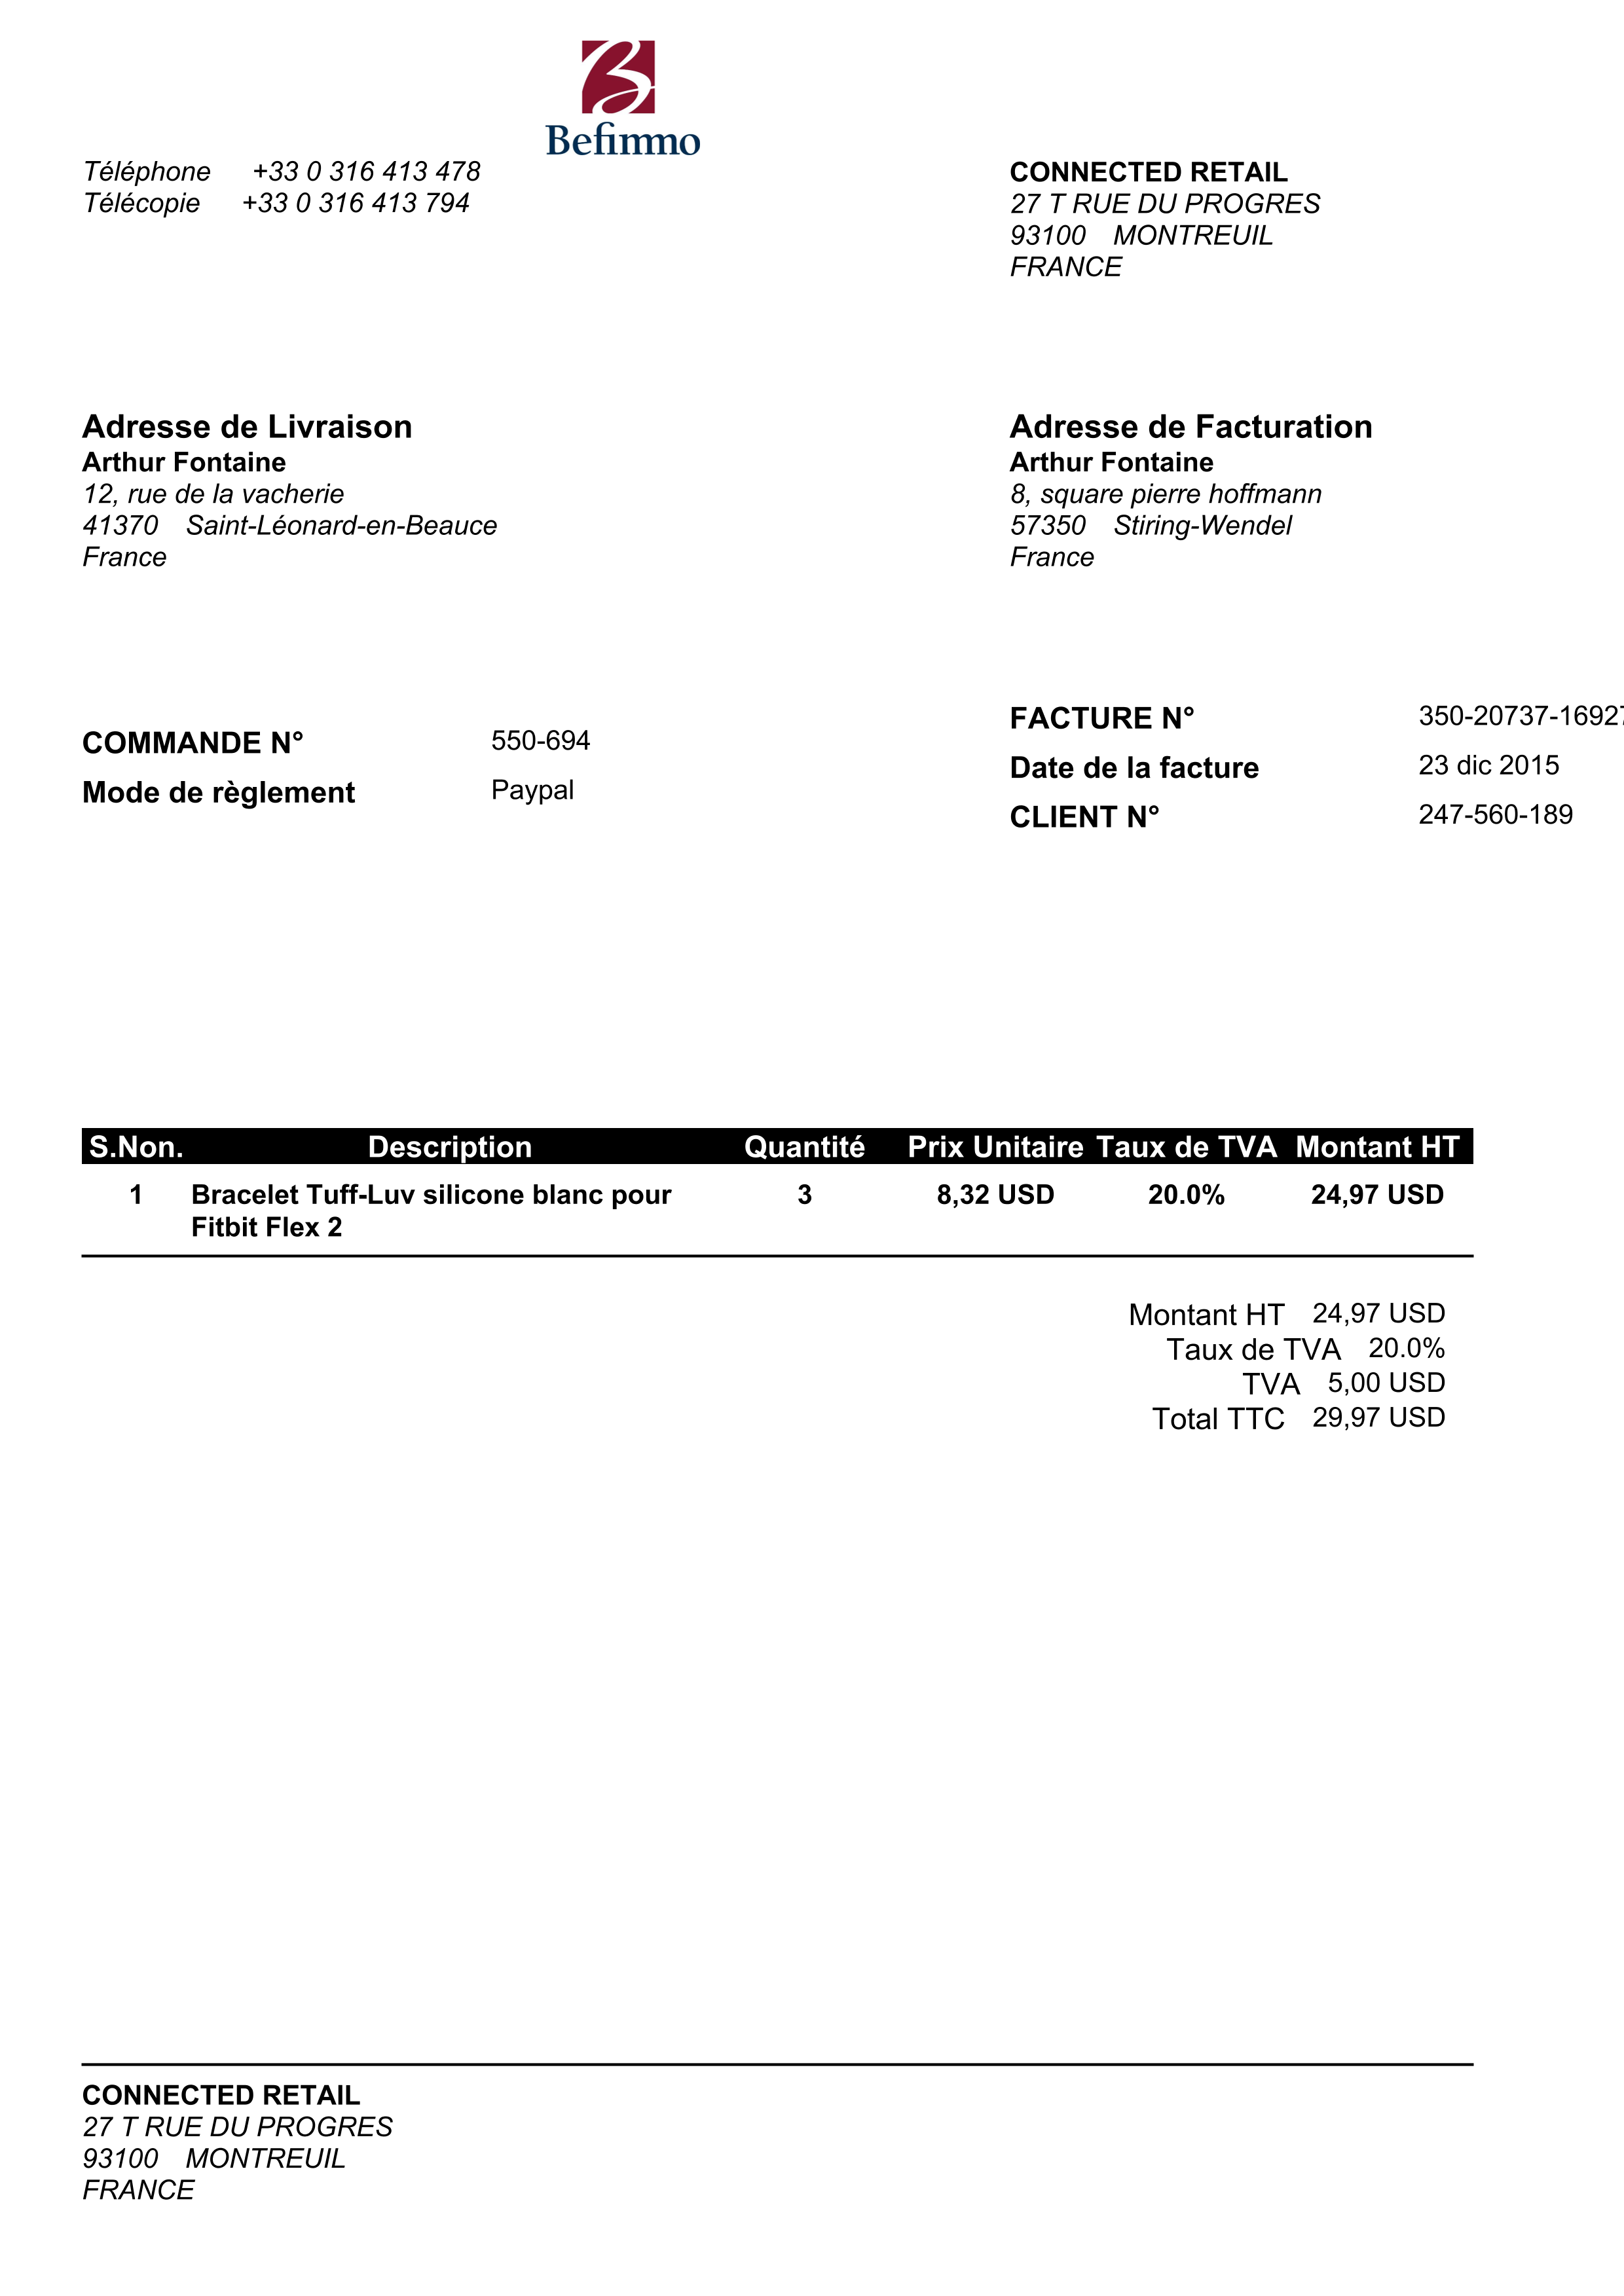 Befimmo
Téléphone +33 0 316 413 478
Télécopie +33 0 316 413 794
CONNECTED RETAIL
27 T RUE DU PROGRES
93100 MONTREUIL
FRANCE
Adresse de Livraison
Arthur Fontaine
12, rue de la vacherie
41370 Saint-Léonard-en-Beauce
France
Adresse de Facturation
Arthur Fontaine
8, square pierre hoffmann
57350 Stiring-Wendel
France
COMMANDE N° 550-694
Mode de règlement Paypal
FACTURE N° 350-20737-16927
Date de la facture 23 dic 2015
CLIENT N° 247-560-189
S.Non. Description Quantité Prix Unitaire Taux de TVA Montant HT
1 Bracelet Tuff-Luv silicone blanc pour 3 8,32 USD 20.0% 24,97 USD
Fitbit Flex 2
Montant HT 24,97 USD
Taux de TVA 20.0%
TVA 5,00 USD
Total TTC 29,97 USD
CONNECTED RETAIL
27 T RUE DU PROGRES
93100 MONTREUIL
FRANCE